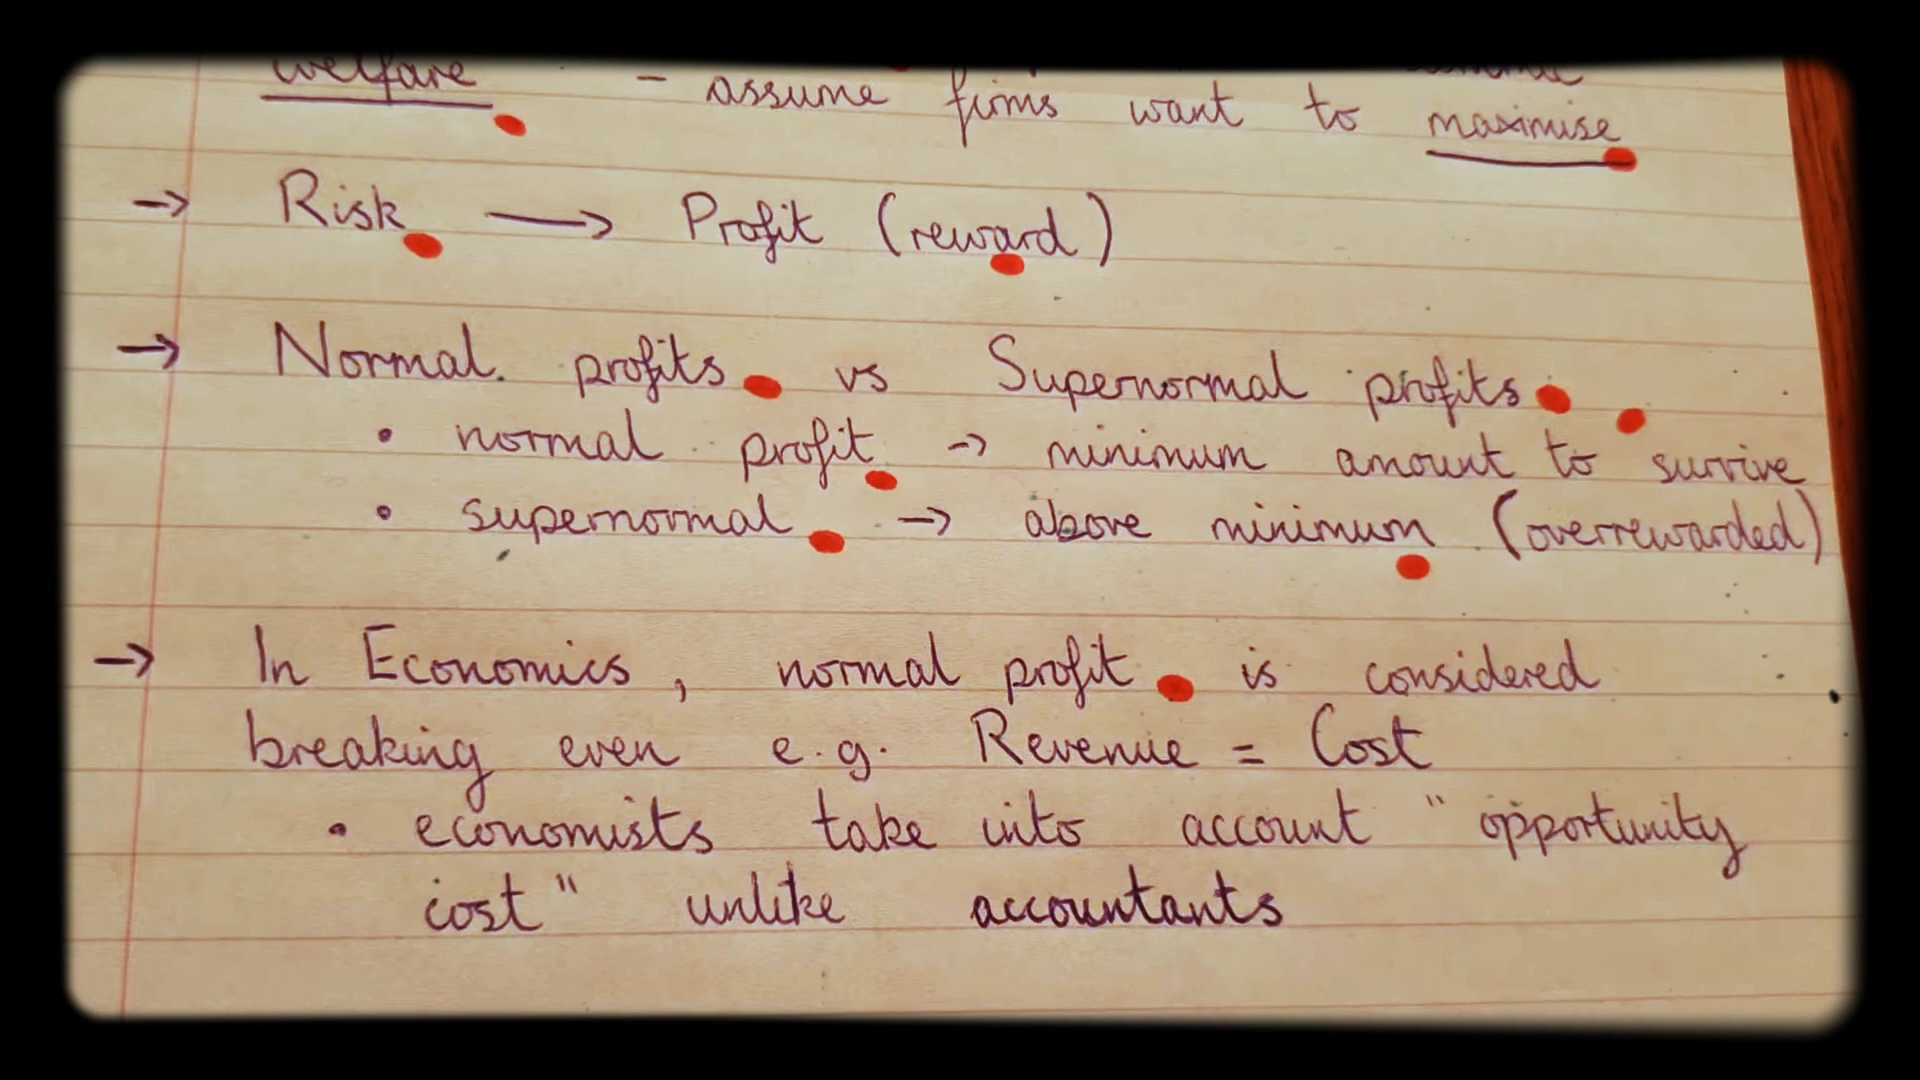 welfare - assume firms want to maximise
→ Risk → Profit (reward)
→ Normal profits vs Supernormal profits
• normal profit → minimum amount to survive
• supernormal → above minimum (overrewarded)
→ In Economics, normal profit is considered
breaking even e.g. Revenue = Cost
• economists take into account "opportunity
cost" unlike accountants